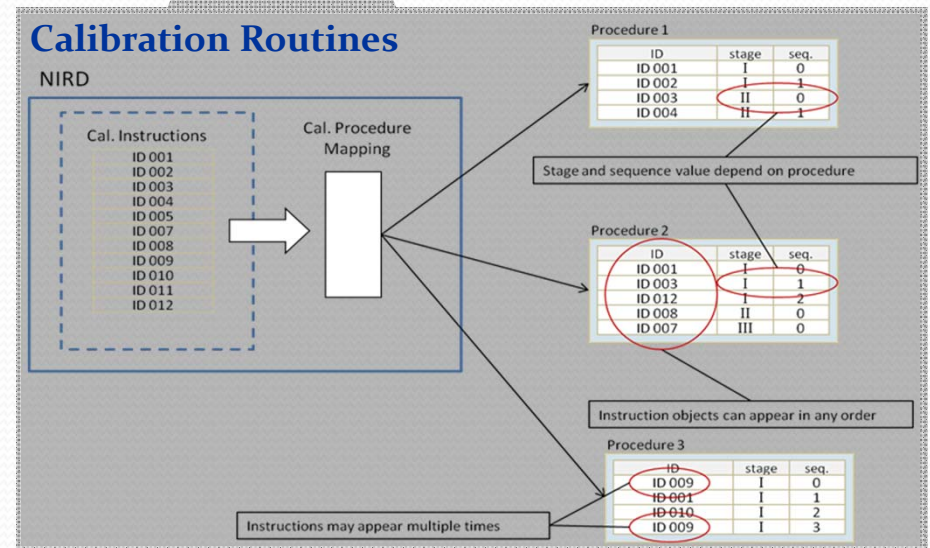 Calibration Routines
NIRD
Cal. Instructions
ID 001
ID 002
ID 003
ID 004
ID 005
ID 007
ID 008
ID 009
ID 010
ID 011
ID 012
Cal. Procedure
Mapping
Procedure 1
ID stage seq.
ID 001 I 0
ID 002 I 1
ID 003 II 0
ID 004 II 1
Stage and sequence value depend on procedure
Procedure 2
ID stage seq.
ID 001 I 0
ID 003 I 1
ID 012 I 2
ID 008 II 0
ID 007 III 0
Instruction objects can appear in any order
Procedure 3
ID stage seq.
ID 009 I 0
ID 001 I 1
ID 010 I 2
ID 009 I 3
Instructions may appear multiple times